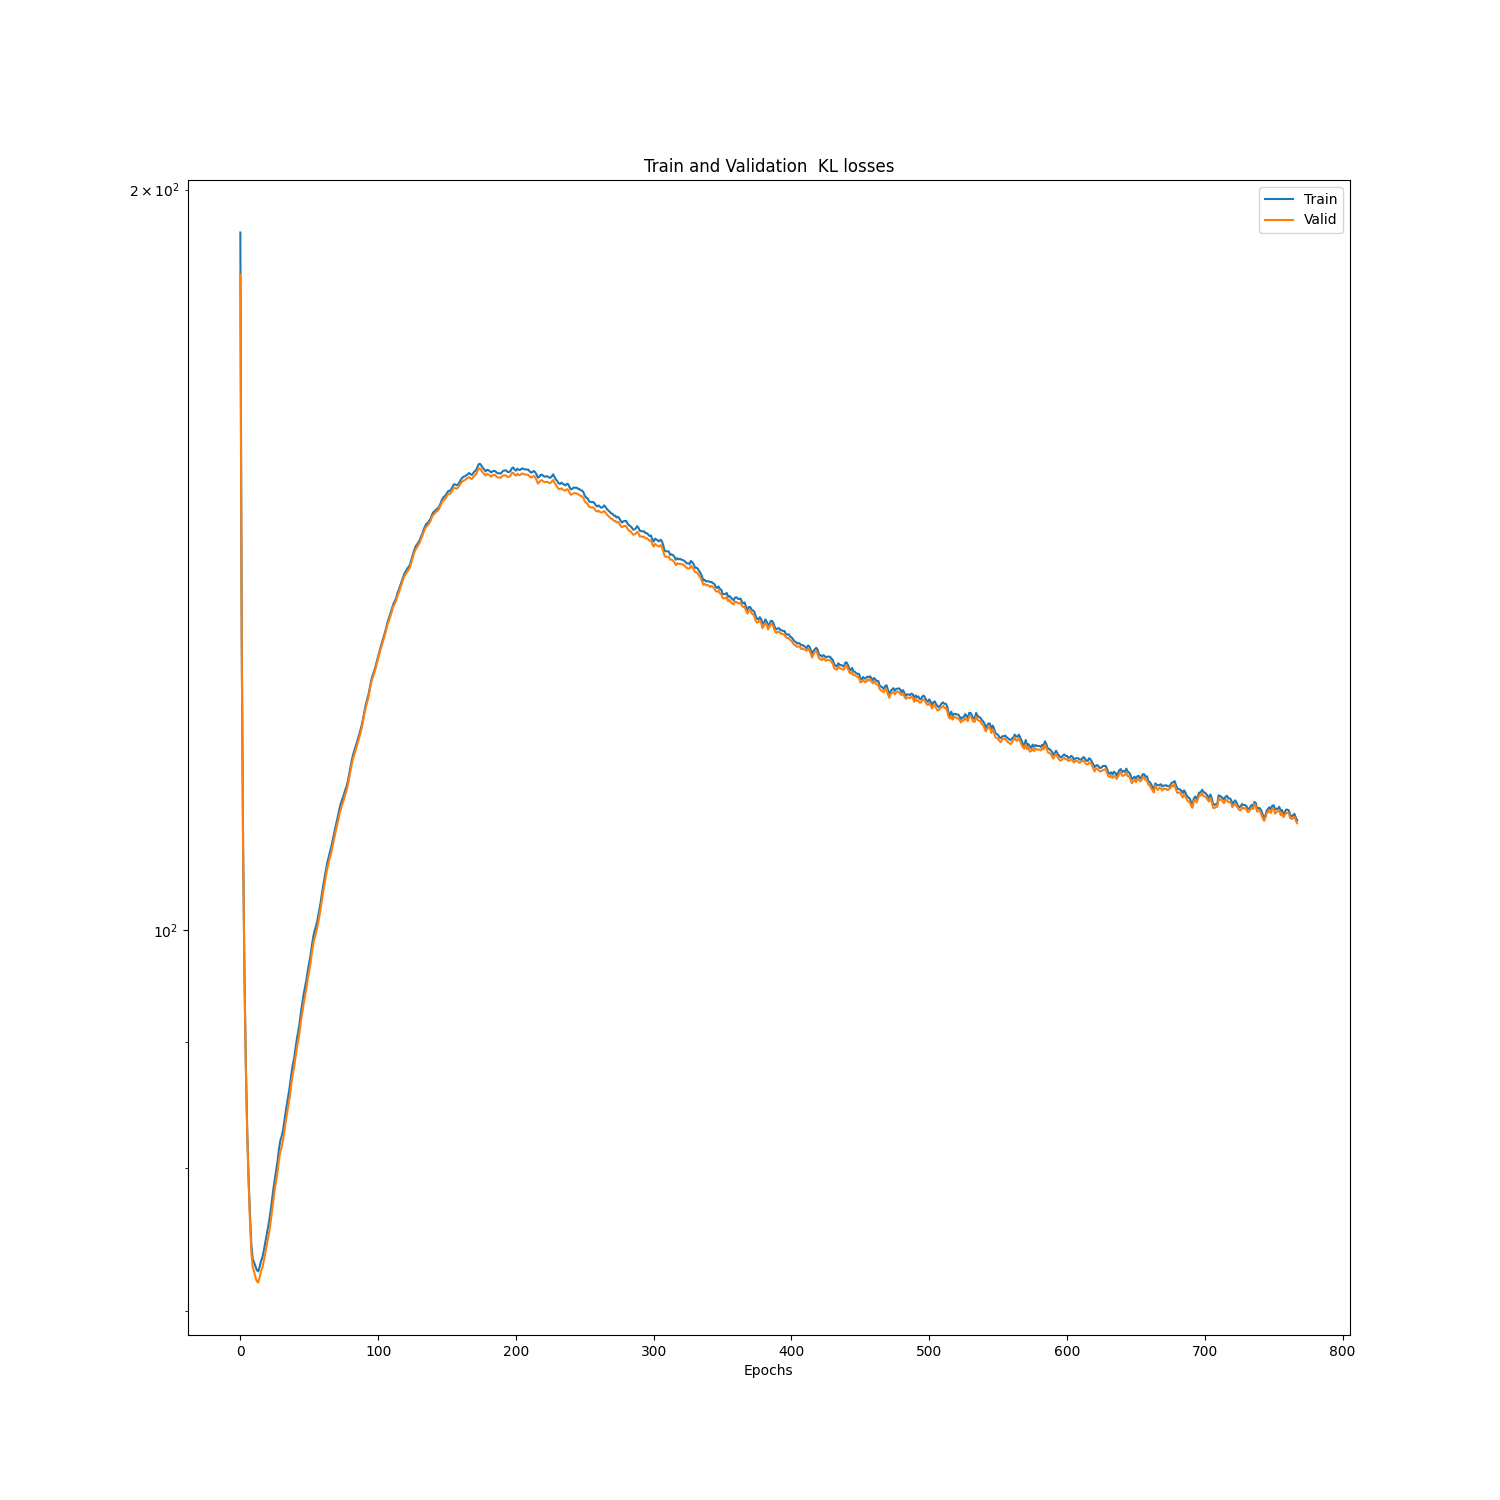 Train and Validation  KL losses
2 × 10²
10²
Train
Valid
0 100 200 300 400 500 600 700 800
Epochs